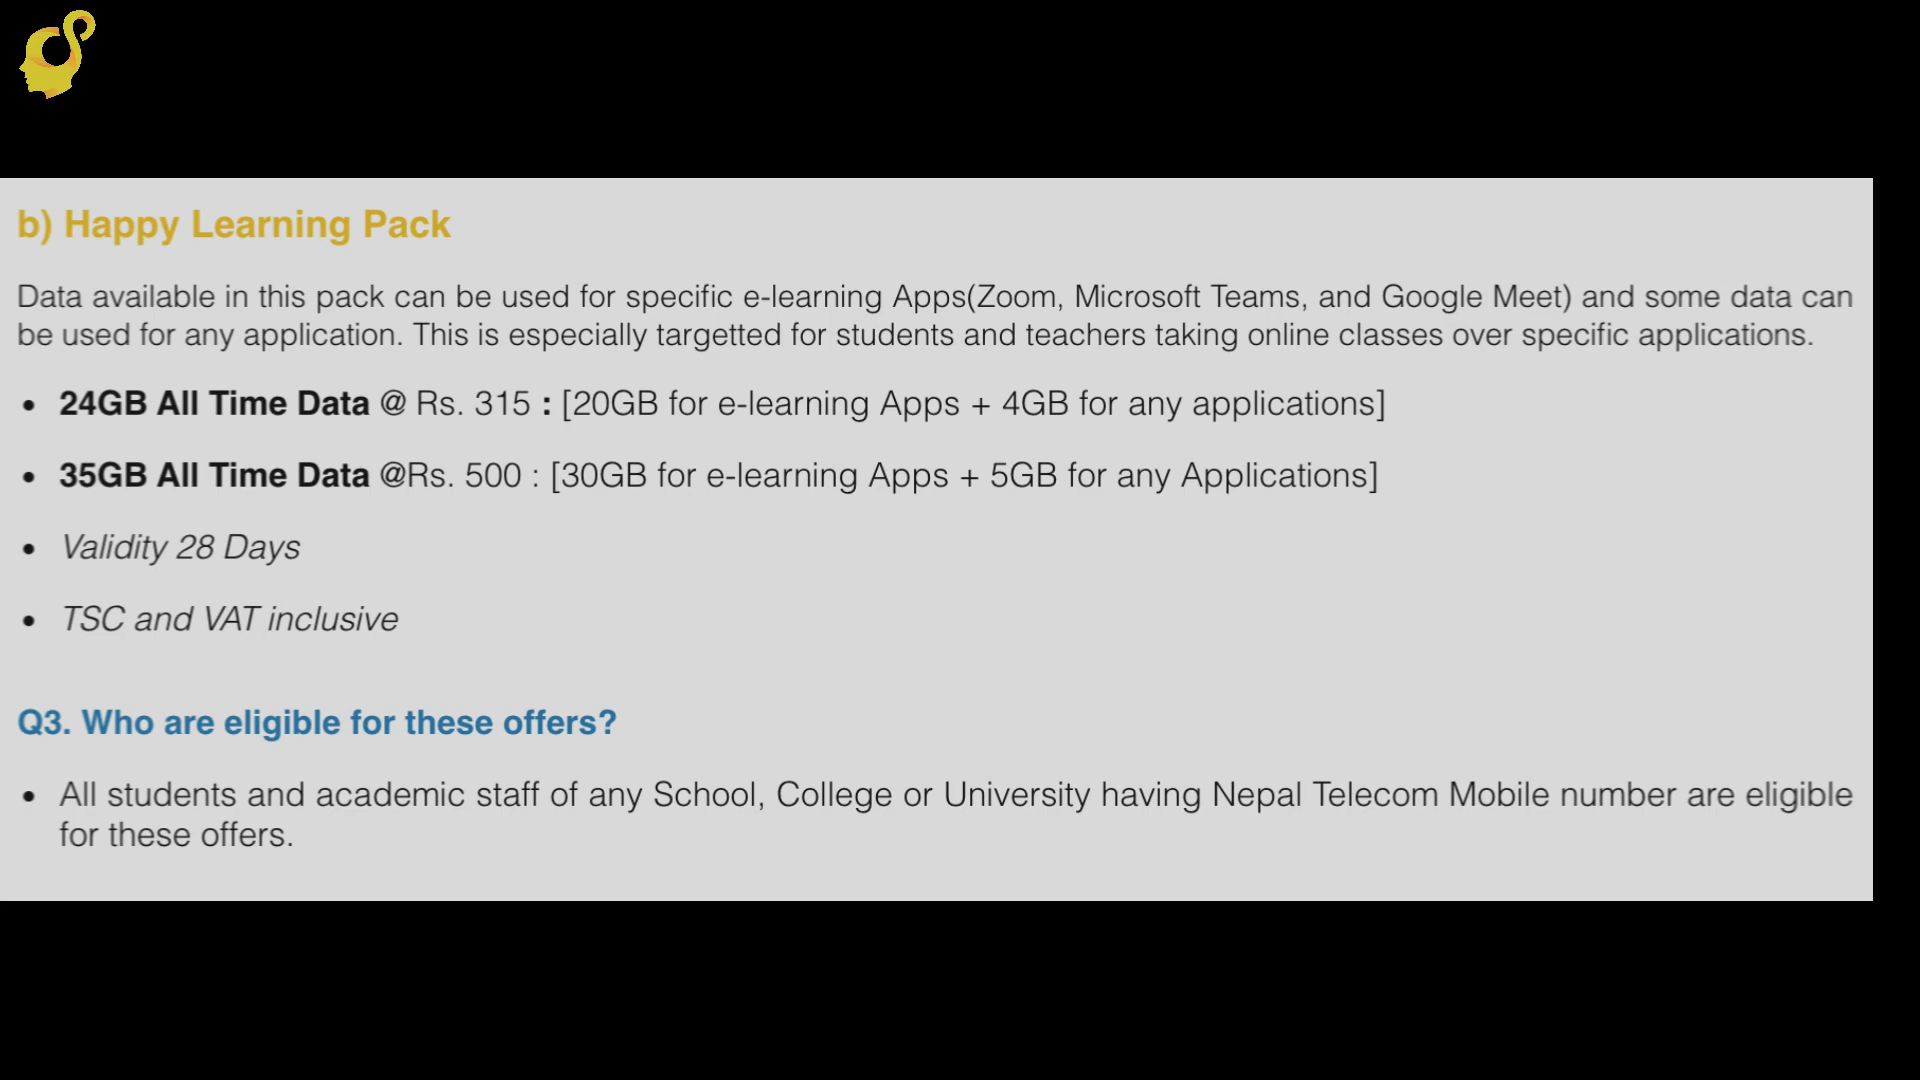 b) Happy Learning Pack
Data available in this pack can be used for specific e-learning Apps(Zoom, Microsoft Teams, and Google Meet) and some data can
be used for any application. This is especially targetted for students and teachers taking online classes over specific applications.
• 24GB All Time Data @ Rs. 315 : [20GB for e-learning Apps + 4GB for any applications]
• 35GB All Time Data @Rs. 500 : [30GB for e-learning Apps + 5GB for any Applications]
• Validity 28 Days
• TSC and VAT inclusive
Q3. Who are eligible for these offers?
• All students and academic staff of any School, College or University having Nepal Telecom Mobile number are eligible
for these offers.